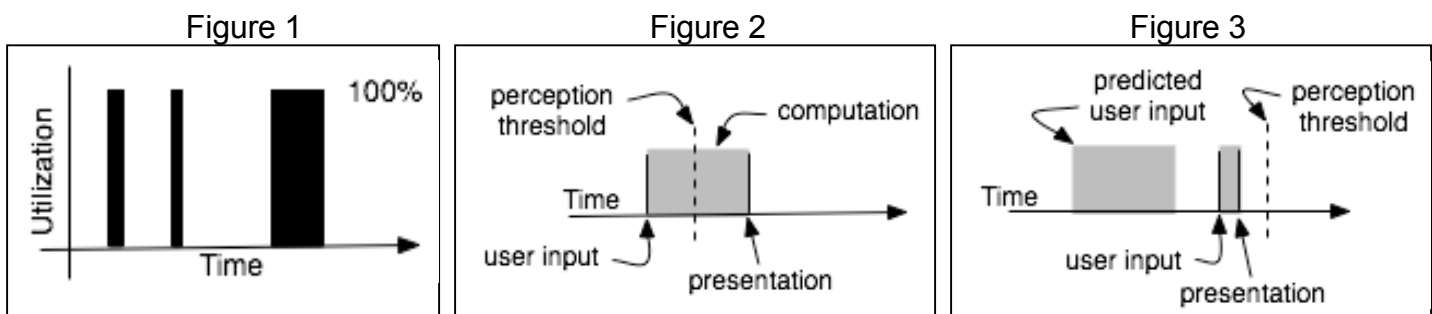 Figure 1
Utilization
100%
Time
Figure 2
perception
threshold
computation
Time
user input
presentation
Figure 3
predicted
user input
perception
threshold
Time
user input
presentation